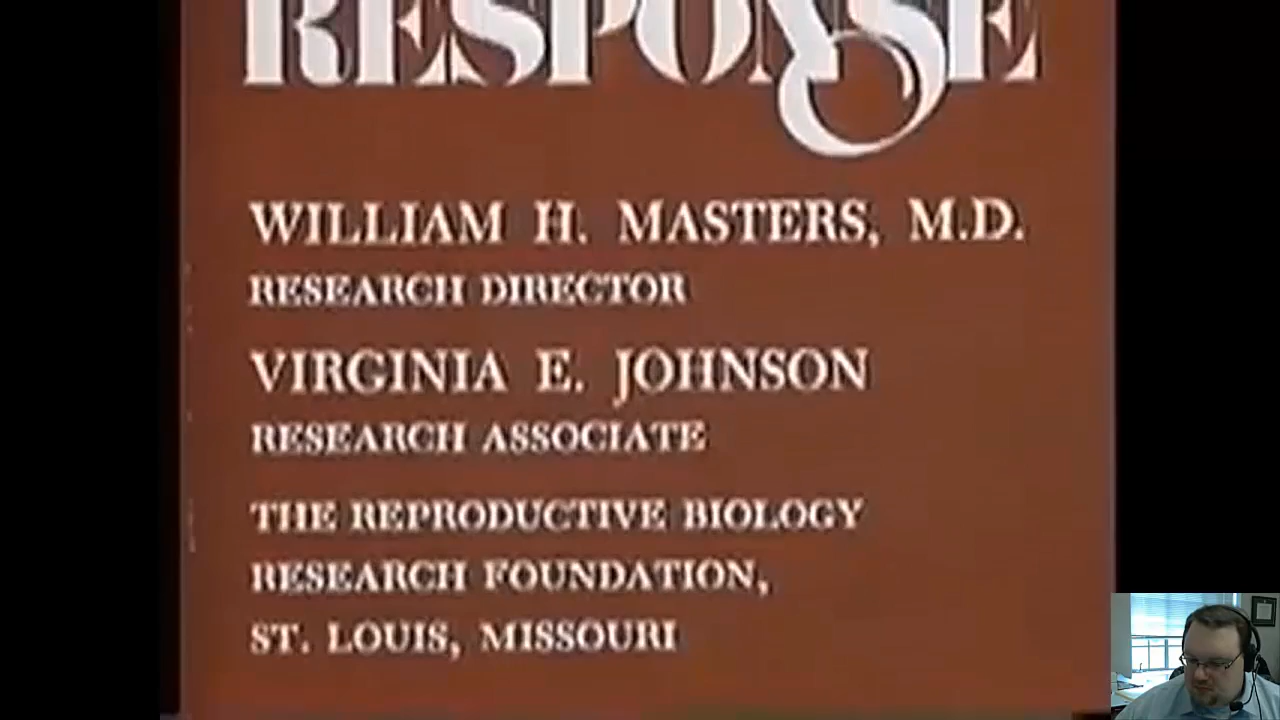 RESPONSE
WILLIAM H. MASTERS, M.D.
RESEARCH DIRECTOR
VIRGINIA E. JOHNSON
RESEARCH ASSOCIATE
THE REPRODUCTIVE BIOLOGY
RESEARCH FOUNDATION,
ST. LOUIS, MISSOURI